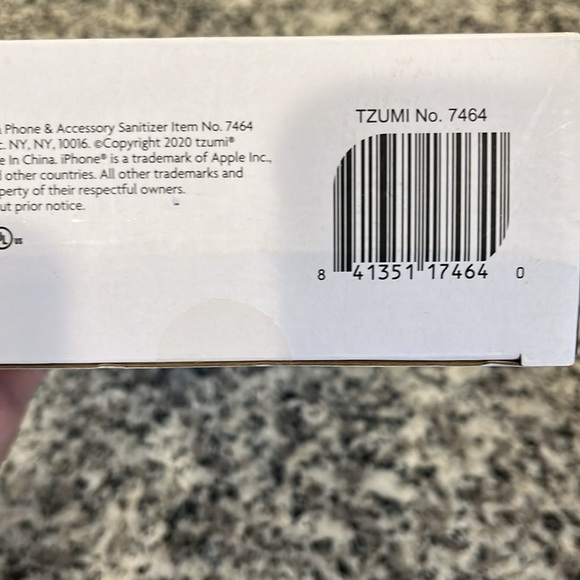 Phone & Accessory Sanitizer Item No. 7464
. NY, NY, 10016. ©Copyright 2020 tzumi®
e In China. iPhone® is a trademark of Apple Inc.,
other countries. All other trademarks and
perty of their respectful owners.
ut prior notice.
UL us
TZUMI No. 7464
8 41351 17464 0